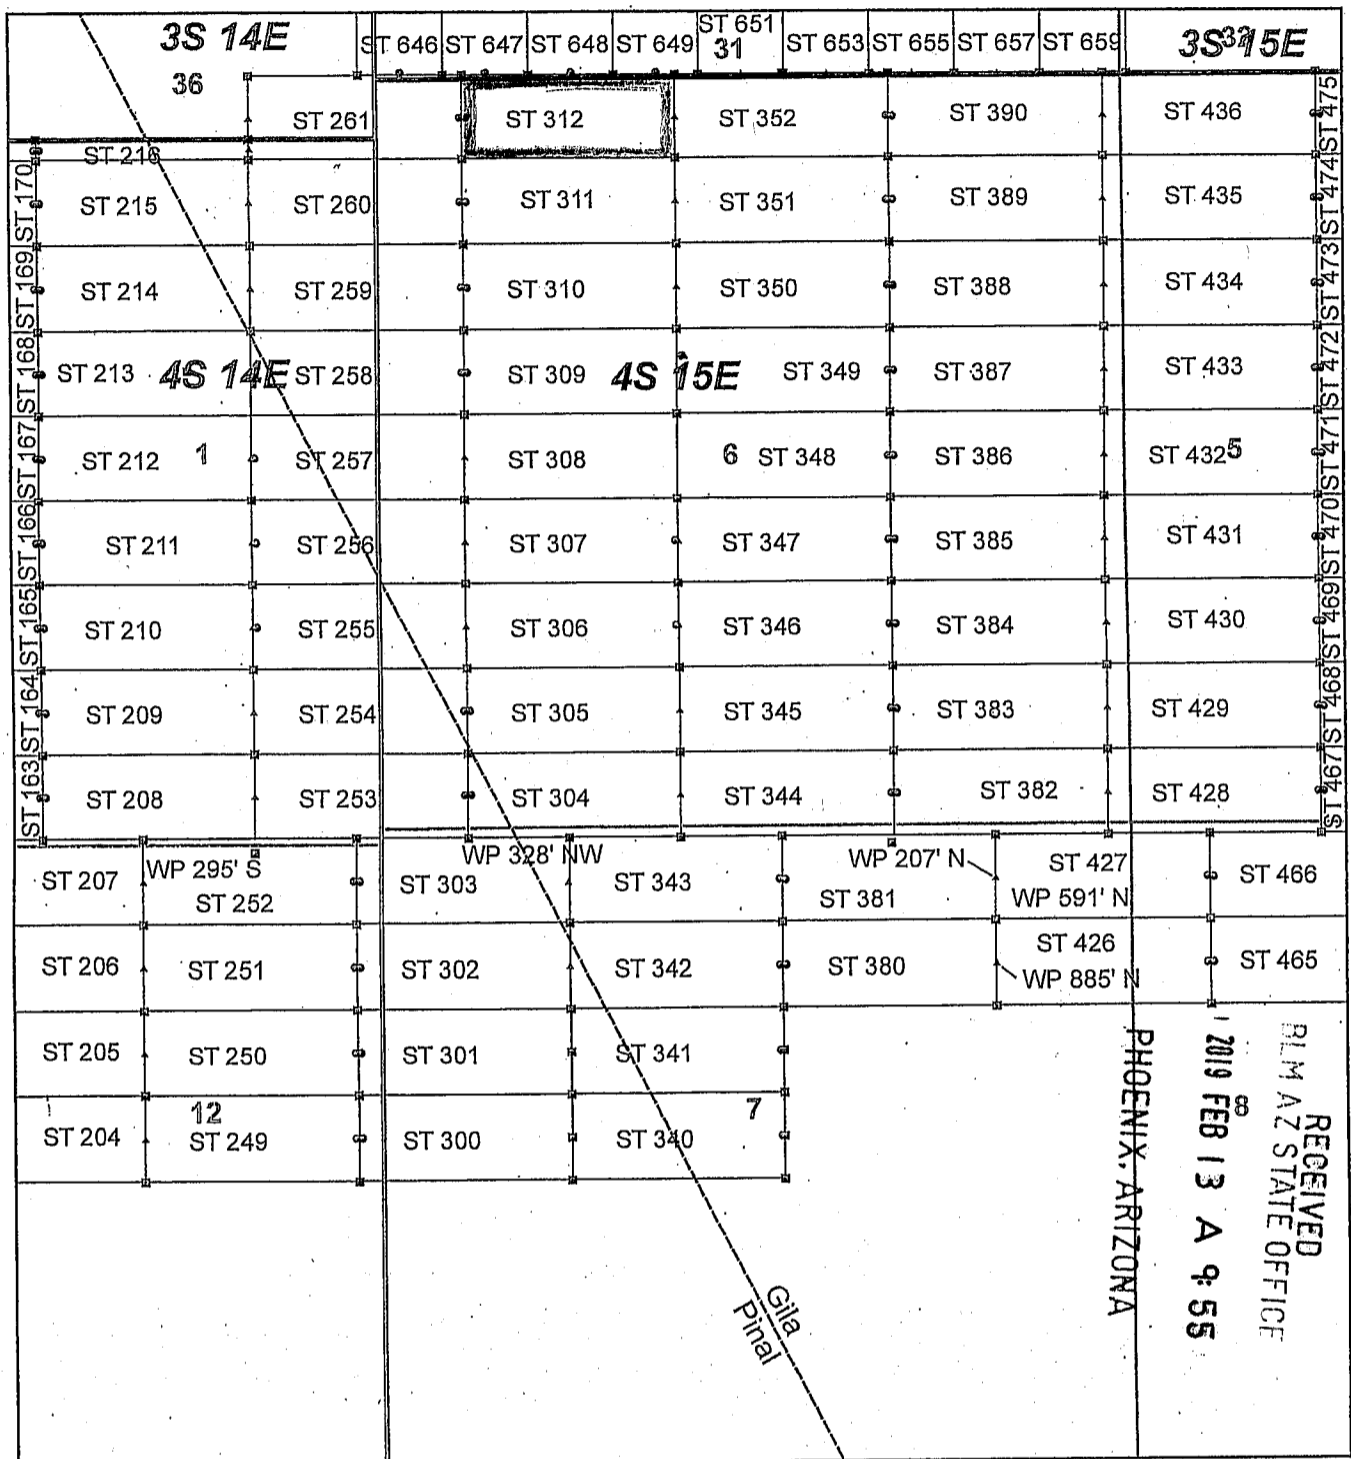 3S 14E
ST 646 ST 647 ST 648 ST 649 ST 651 ST 653 ST 655 ST 657 ST 659
31
3S 15E
36
ST 261 ST 312 ST 352 ST 390 ST 436 ST 475
ST 216
ST 170 ST 215 ST 260 ST 311 ST 351 ST 389 ST 435 ST 474
ST 169 ST 214 ST 259 ST 310 ST 350 ST 388 ST 434 ST 473
ST 168 ST 213 4S 14E ST 258 ST 309 4S 15E ST 349 ST 387 ST 433 ST 472
ST 167 ST 212 1 ST 257 ST 308 6 ST 348 ST 386 ST 432 5 ST 471
ST 166 ST 211 ST 256 ST 307 ST 347 ST 385 ST 431 ST 470
ST 165 ST 210 ST 255 ST 306 ST 346 ST 384 ST 430 ST 469
ST 164 ST 209 ST 254 ST 305 ST 345 ST 383 ST 429 ST 468
ST 163 ST 208 ST 253 ST 304 ST 344 ST 382 ST 428 ST 467
WP 295' S WP 328' NW WP 207' N
ST 207 ST 252 ST 303 ST 343 ST 381 ST 427 ST 466
WP 591' N
ST 206 ST 251 ST 302 ST 342 ST 380 ST 426 ST 465
WP 885' N
ST 205 ST 250 ST 301 ST 341
12 7
ST 204 ST 249 ST 300 ST 340
Gila
Pinal
RECEIVED
BLM AZ STATE OFFICE
8
2019 FEB 13 A 9:55
PHOENIX, ARIZONA